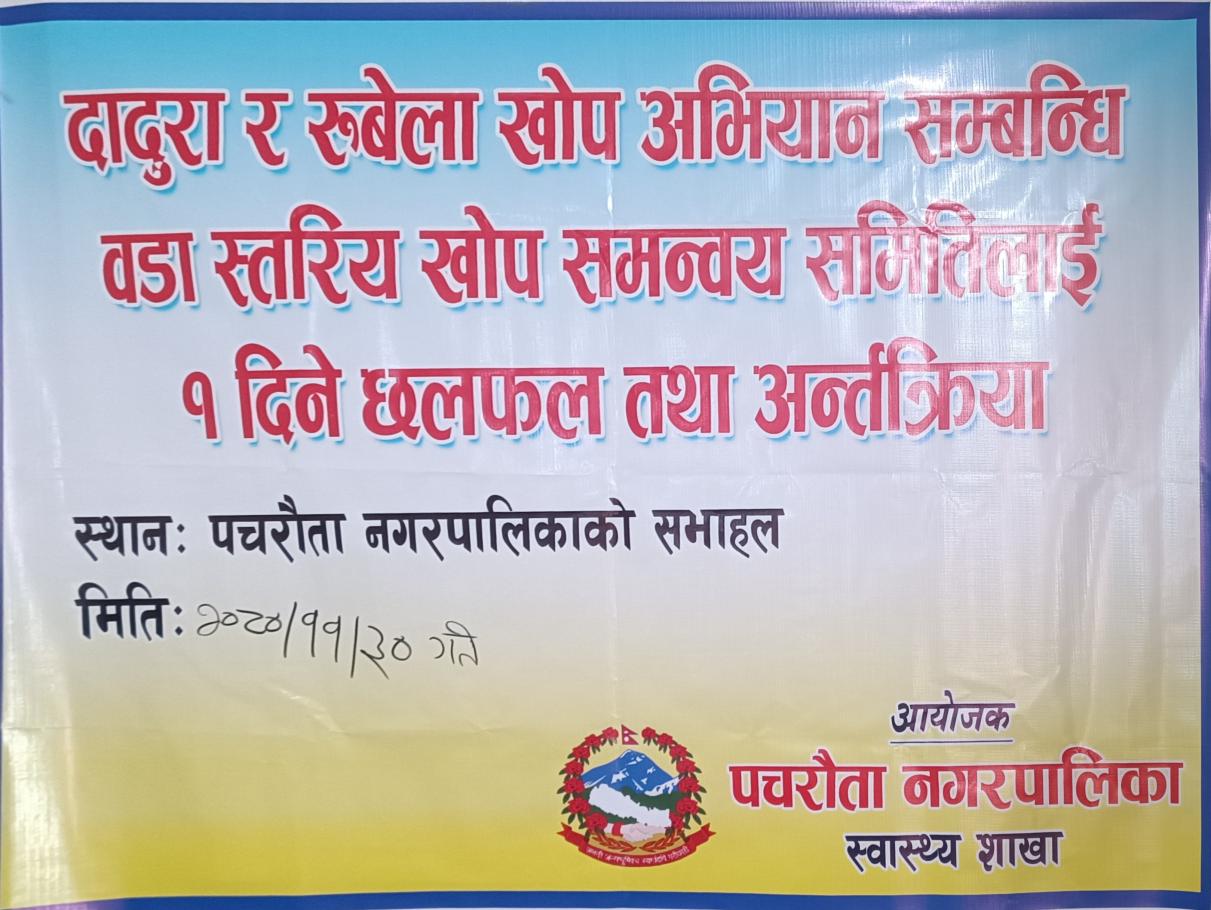 दादुरा र रुबेला खोप अभियान सम्बन्धि
वडा स्तरिय खोप समन्वय समितिलाई
१ दिने छलफल तथा अर्न्तक्रिया
स्थानः पचरौता नगरपालिकाको सभाहल
मितिः २०८०/११/३० गते
आयोजक
पचरौता नगरपालिका
स्वास्थ्य शाखा